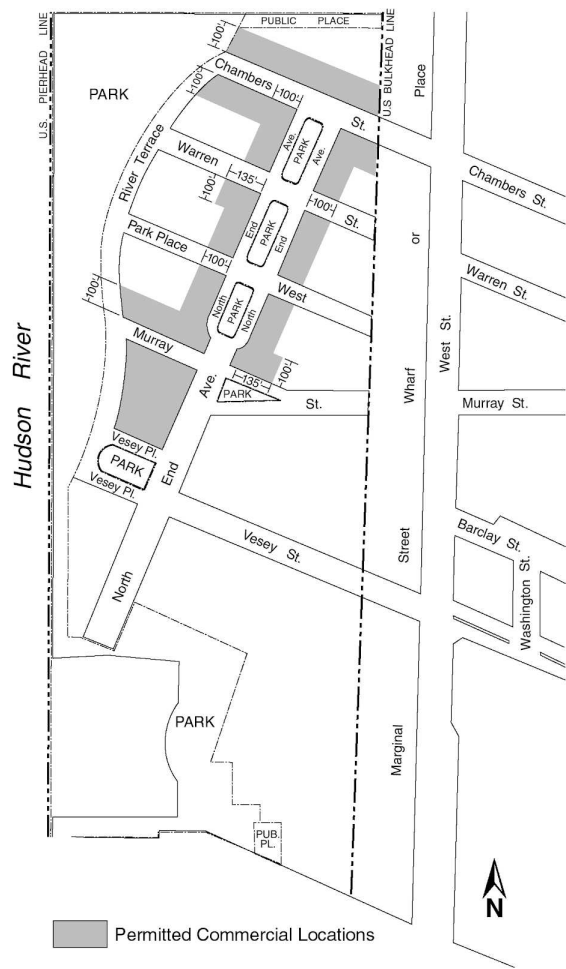 U.S. PIERHEAD LINE
PUBLIC PLACE
U.S BULKHEAD LINE
-100'-
Chambers
St.
PARK
-100'-
-100'-
Place
Ave.
PARK
Ave.
River Terrace
Warren
-135'-
St.
-100'-
-100'-
Chambers St.
or
End
PARK
End
Park Place
-100'-
West
Warren St.
-100'-
North
PARK
North
West St.
Murray
Hudson River
Ave.
-135'-
-100'-
PARK
St.
Wharf
Murray St.
Vesey Pl.
PARK
Vesey Pl.
End
Vesey St.
Street
Barclay St.
Washington St.
North
PARK
Marginal
PUB.
PL.
N
Permitted Commercial Locations